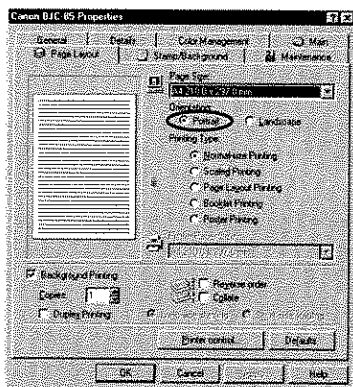 Canon BJC-85 Properties
General Details Color Management Main
Page Layout Stamp/Background Maintenance
Page Size:
A4 210.0 x 297.0 mm
Orientation:
Portrait Landscape
Printing Type:
Normal-size Printing
Scaling Printing
Page Layout Printing
Booklet Printing
Poster Printing
Background Printing
Copies: 1
Reverse order
Collate
Duplex Printing
Printer control... Defaults
OK Cancel Help